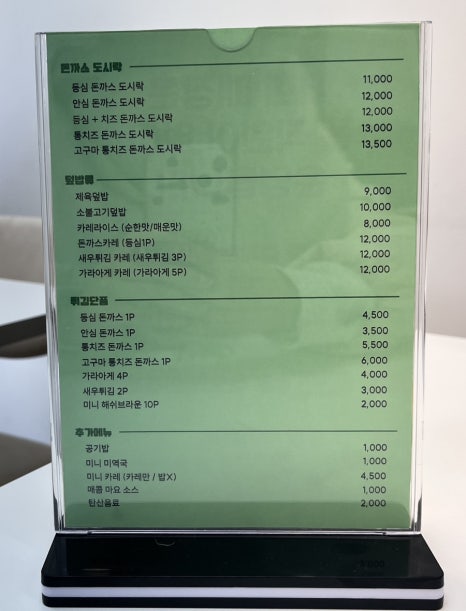 돈까스 도시락
등심 돈까스 도시락 11,000
안심 돈까스 도시락 12,000
등심 + 치즈 돈까스 도시락 12,000
통치즈 돈까스 도시락 13,000
고구마 통치즈 돈까스 도시락 13,500
덮밥류
제육덮밥 9,000
소불고기덮밥 10,000
카레라이스 (순한맛/매운맛) 8,000
돈까스카레 (등심1P) 12,000
새우튀김 카레 (새우튀김 3P) 12,000
가라아게 카레 (가라아게 5P) 12,000
튀김단품
등심 돈까스 1P 4,500
안심 돈까스 1P 3,500
통치즈 돈까스 1P 5,500
고구마 통치즈 돈까스 1P 6,000
가라아게 4P 4,000
새우튀김 2P 3,000
미니 해쉬브라운 10P 2,000
추가메뉴
공기밥 1,000
미니 미역국 1,000
미니 카레 (카레만 / 밥X) 4,500
매콤 마요 소스 1,000
탄산음료 2,000